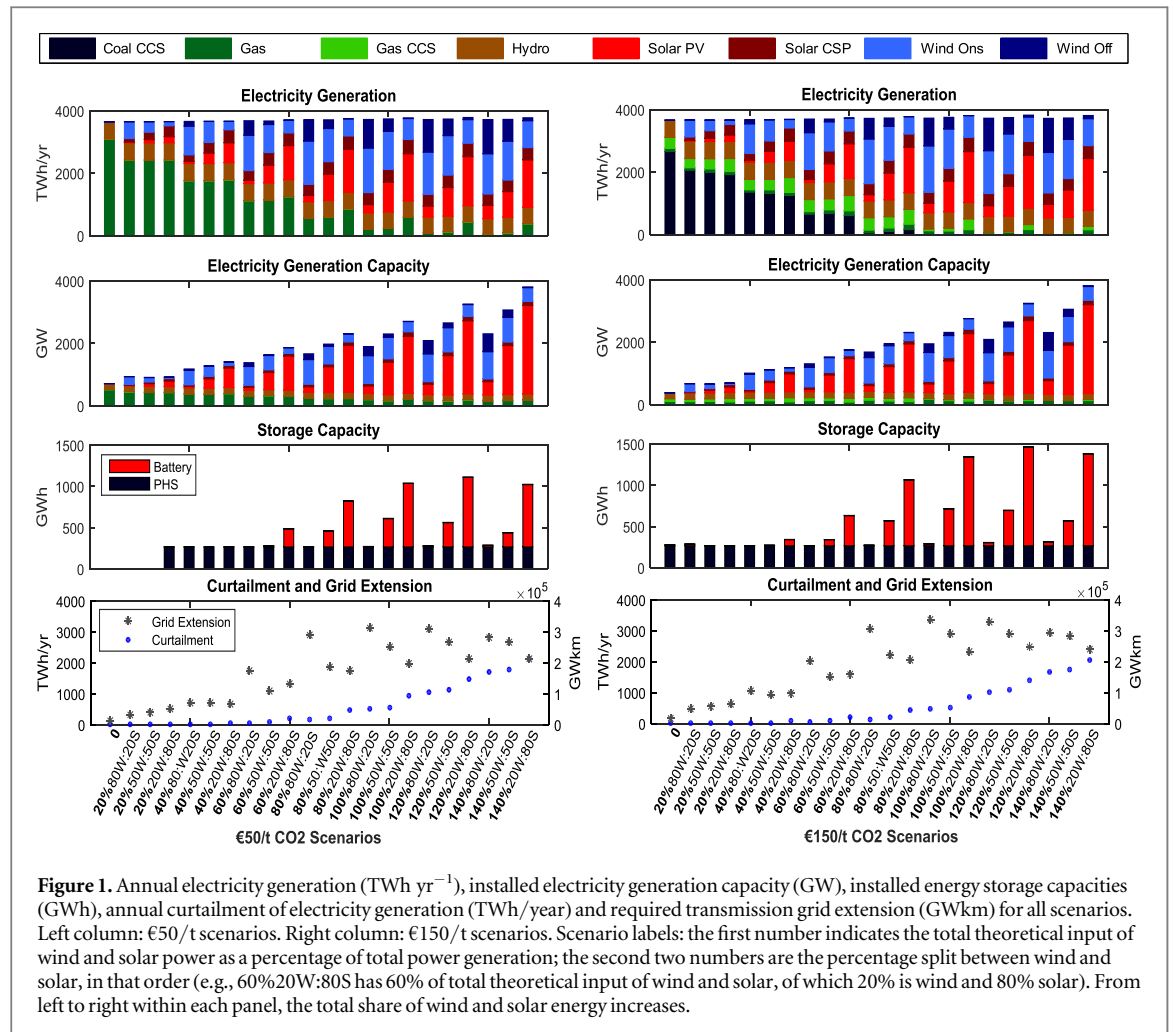 Coal CCS Gas Gas CCS Hydro Solar PV Solar CSP Wind Ons Wind Off
Electricity Generation
4000
2000
0
TWh/yr
Electricity Generation Capacity
4000
2000
0
GW
Storage Capacity
1500
1000
500
0
GWh
Battery
PHS
Curtailment and Grid Extension
×10⁵
4000
3000
2000
1000
0
TWh/yr
4
3
2
1
0
GWkm
Grid Extension
Curtailment
0
20%80W:20S
20%50W:50S
20%20W:80S
40%80:W20S
40%50W:50S
40%20W:80S
60%80W:20S
60%50W:50S
60%20W:80S
80%80W:20S
80%50:W50S
80%20W:80S
100%80W:20S
100%50W:50S
100%20W:80S
120%80W:20S
120%50W:50S
120%20W:80S
140%80W:20S
140%50W:50S
140%20W:80S
€50/t CO2 Scenarios
Electricity Generation
4000
2000
0
TWh/yr
Electricity Generation Capacity
4000
2000
0
GW
Storage Capacity
1500
1000
500
0
GWh
Curtailment and Grid Extension
×10⁵
4000
3000
2000
1000
0
TWh/yr
4
3
2
1
0
GWkm
0
20%80W:20S
20%50W:50S
20%20W:80S
40%80:W20S
40%50W:50S
40%20W:80S
60%80W:20S
60%50W:50S
60%20W:80S
80%80W:20S
80%50:W50S
80%20W:80S
100%80W:20S
100%50W:50S
100%20W:80S
120%80W:20S
120%50W:50S
120%20W:80S
140%80W:20S
140%50W:50S
140%20W:80S
€150/t CO2 Scenarios
Figure 1. Annual electricity generation (TWh yr⁻¹), installed electricity generation capacity (GW), installed energy storage capacities
(GWh), annual curtailment of electricity generation (TWh/year) and required transmission grid extension (GWkm) for all scenarios.
Left column: €50/t scenarios. Right column: €150/t scenarios. Scenario labels: the first number indicates the total theoretical input of
wind and solar power as a percentage of total power generation; the second two numbers are the percentage split between wind and
solar, in that order (e.g., 60%20W:80S has 60% of total theoretical input of wind and solar, of which 20% is wind and 80% solar). From
left to right within each panel, the total share of wind and solar energy increases.